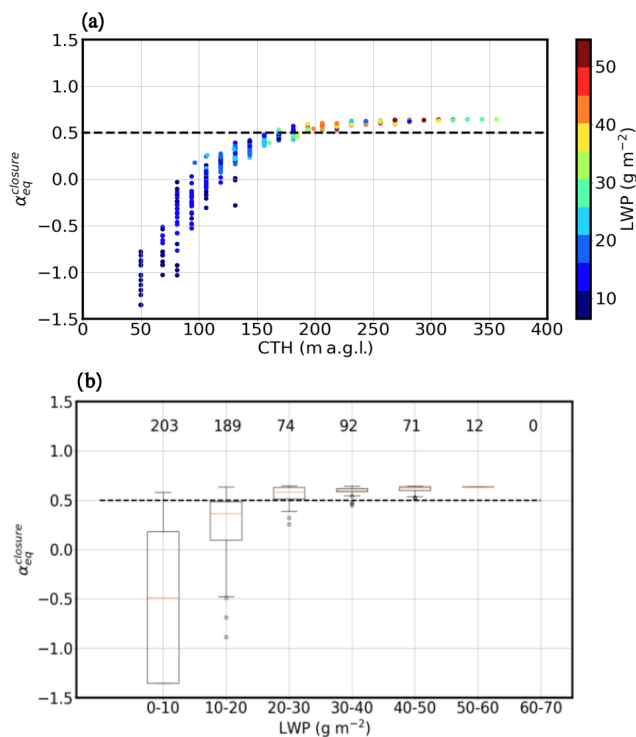 (a)
1.5
1.0
0.5
0.0
−0.5
−1.0
−1.5
0 50 100 150 200 250 300 350 400
CTH (m a.g.l.)
α_eq^closure
50
40
30
20
10
LWP (g m⁻²)
(b)
1.5
1.0
0.5
0.0
−0.5
−1.0
−1.5
203 189 74 92 71 12 0
0-10 10-20 20-30 30-40 40-50 50-60 60-70
LWP (g m⁻²)
α_eq^closure